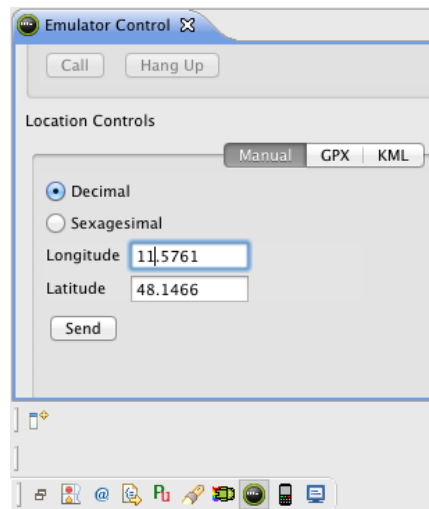 Emulator Control
Call Hang Up
Location Controls
Manual GPX KML
Decimal
Sexagesimal
Longitude 11.5761
Latitude 48.1466
Send
@ Pu